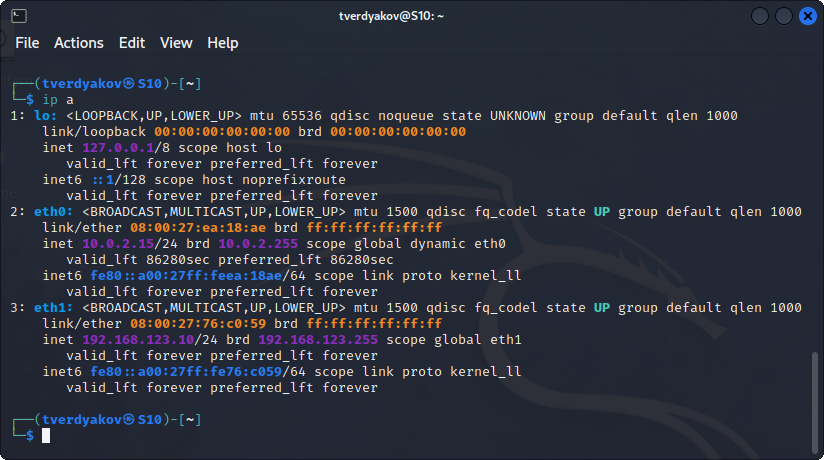 tverdyakov@S10: ~
File Actions Edit View Help
┌──(tverdyakov㉿S10)-[~]
└─$ ip a
1: lo: <LOOPBACK,UP,LOWER_UP> mtu 65536 qdisc noqueue state UNKNOWN group default qlen 1000
    link/loopback 00:00:00:00:00:00 brd 00:00:00:00:00:00
    inet 127.0.0.1/8 scope host lo
       valid_lft forever preferred_lft forever
    inet6 ::1/128 scope host noprefixroute
       valid_lft forever preferred_lft forever
2: eth0: <BROADCAST,MULTICAST,UP,LOWER_UP> mtu 1500 qdisc fq_codel state UP group default qlen 1000
    link/ether 08:00:27:ea:18:ae brd ff:ff:ff:ff:ff:ff
    inet 10.0.2.15/24 brd 10.0.2.255 scope global dynamic eth0
       valid_lft 86280sec preferred_lft 86280sec
    inet6 fe80::a00:27ff:feea:18ae/64 scope link proto kernel_ll
       valid_lft forever preferred_lft forever
3: eth1: <BROADCAST,MULTICAST,UP,LOWER_UP> mtu 1500 qdisc fq_codel state UP group default qlen 1000
    link/ether 08:00:27:76:c0:59 brd ff:ff:ff:ff:ff:ff
    inet 192.168.123.10/24 brd 192.168.123.255 scope global eth1
       valid_lft forever preferred_lft forever
    inet6 fe80::a00:27ff:fe76:c059/64 scope link proto kernel_ll
       valid_lft forever preferred_lft forever
┌──(tverdyakov㉿S10)-[~]
└─$